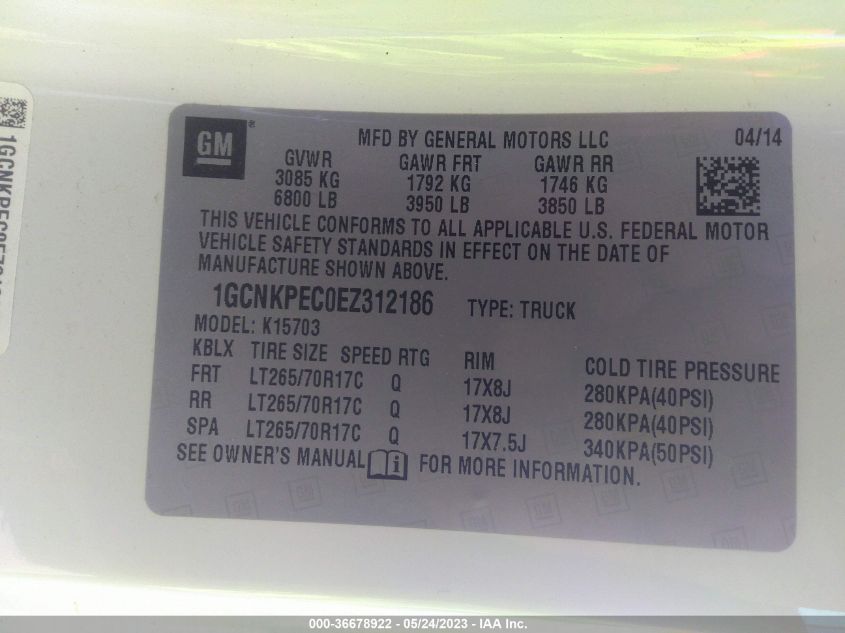 GM
MFD BY GENERAL MOTORS LLC 04/14
GVWR GAWR FRT GAWR RR
3085 KG 1792 KG 1746 KG
6800 LB 3950 LB 3850 LB
THIS VEHICLE CONFORMS TO ALL APPLICABLE U.S. FEDERAL MOTOR
VEHICLE SAFETY STANDARDS IN EFFECT ON THE DATE OF
MANUFACTURE SHOWN ABOVE.
1GCNKPEC0EZ312186 TYPE: TRUCK
MODEL: K15703
KBLX TIRE SIZE SPEED RTG RIM COLD TIRE PRESSURE
FRT LT265/70R17C Q 17X8J 280KPA(40PSI)
RR LT265/70R17C Q 17X8J 280KPA(40PSI)
SPA LT265/70R17C Q 17X7.5J 340KPA(50PSI)
SEE OWNER'S MANUAL FOR MORE INFORMATION.
000-36678922 - 05/24/2023 - IAA Inc.